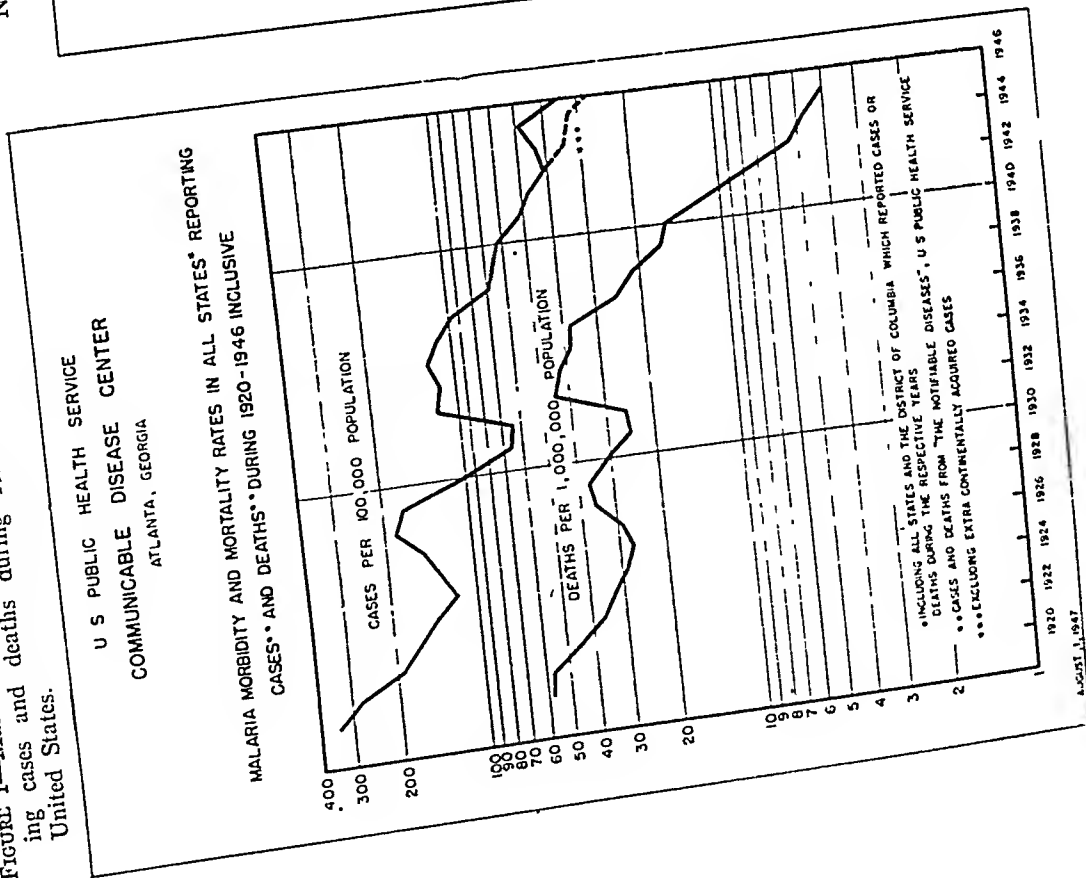 FIGURE 1
ing cases and deaths during
United States.
N
U S PUBLIC HEALTH SERVICE
COMMUNICABLE DISEASE CENTER
ATLANTA, GEORGIA
MALARIA MORBIDITY AND MORTALITY RATES IN ALL STATES* REPORTING
CASES** AND DEATHS** DURING 1920-1946 INCLUSIVE
400
300
200
100
90
80
70
60
50
40
30
20
10
9
8
7
6
5
4
3
2
1
CASES PER 100,000 POPULATION
DEATHS PER 1,000,000 POPULATION
***
*INCLUDING ALL STATES AND THE DISTRICT OF COLUMBIA WHICH REPORTED CASES OR
DEATHS DURING THE RESPECTIVE YEARS
**CASES AND DEATHS FROM "THE NOTIFIABLE DISEASES", U S PUBLIC HEALTH SERVICE
***EXCLUDING EXTRA CONTINENTALLY ACQUIRED CASES
1920 1922 1924 1926 1928 1930 1932 1934 1936 1938 1940 1942 1944 1946
AUGUST 1, 1947